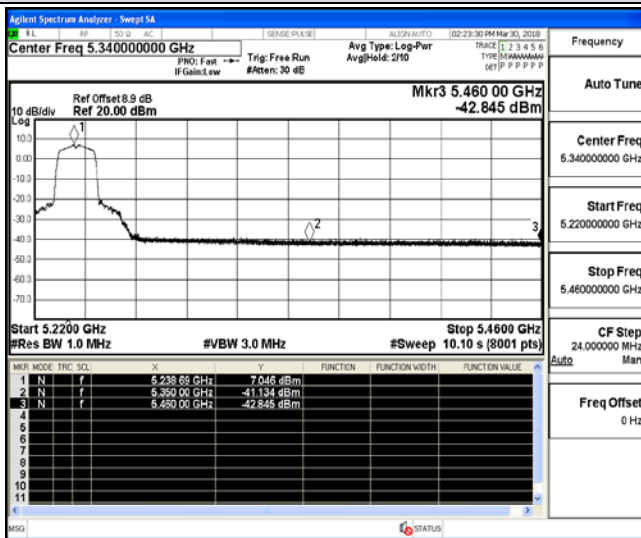 Agilent Spectrum Analyzer - Swept SA
RL RF 50 Ω AC SENSE:PULSE ALIGN AUTO 02:23:30 PM Mar 30, 2018
Center Freq 5.340000000 GHz
PNO: Fast
IFGain:Low
Trig: Free Run
#Atten: 30 dB
Avg Type: Log-Pwr
Avg|Hold: 2/10
TRACE 1 2 3 4 5 6
TYPE MWWWWW
DET P P P P P P
Ref Offset 8.9 dB
10 dB/div Ref 20.00 dBm
Log
Mkr3 5.460 00 GHz
-42.845 dBm
10.0
0.00
-10.0
-20.0
-30.0
-40.0
-50.0
-60.0
-70.0
1
2
3
Start 5.2200 GHz Stop 5.4600 GHz
#Res BW 1.0 MHz #VBW 3.0 MHz #Sweep 10.10 s (8001 pts)
MKR MODE TRC SCL X Y FUNCTION FUNCTION WIDTH FUNCTION VALUE
1 N f 5.238 69 GHz 7.046 dBm
2 N f 5.350 00 GHz -41.134 dBm
3 N f 5.460 00 GHz -42.845 dBm
4
5
6
7
8
9
10
11
MSG STATUS
Frequency
Auto Tune
Center Freq
5.340000000 GHz
Start Freq
5.220000000 GHz
Stop Freq
5.460000000 GHz
CF Step
24.000000 MHz
Auto Man
Freq Offset
0 Hz